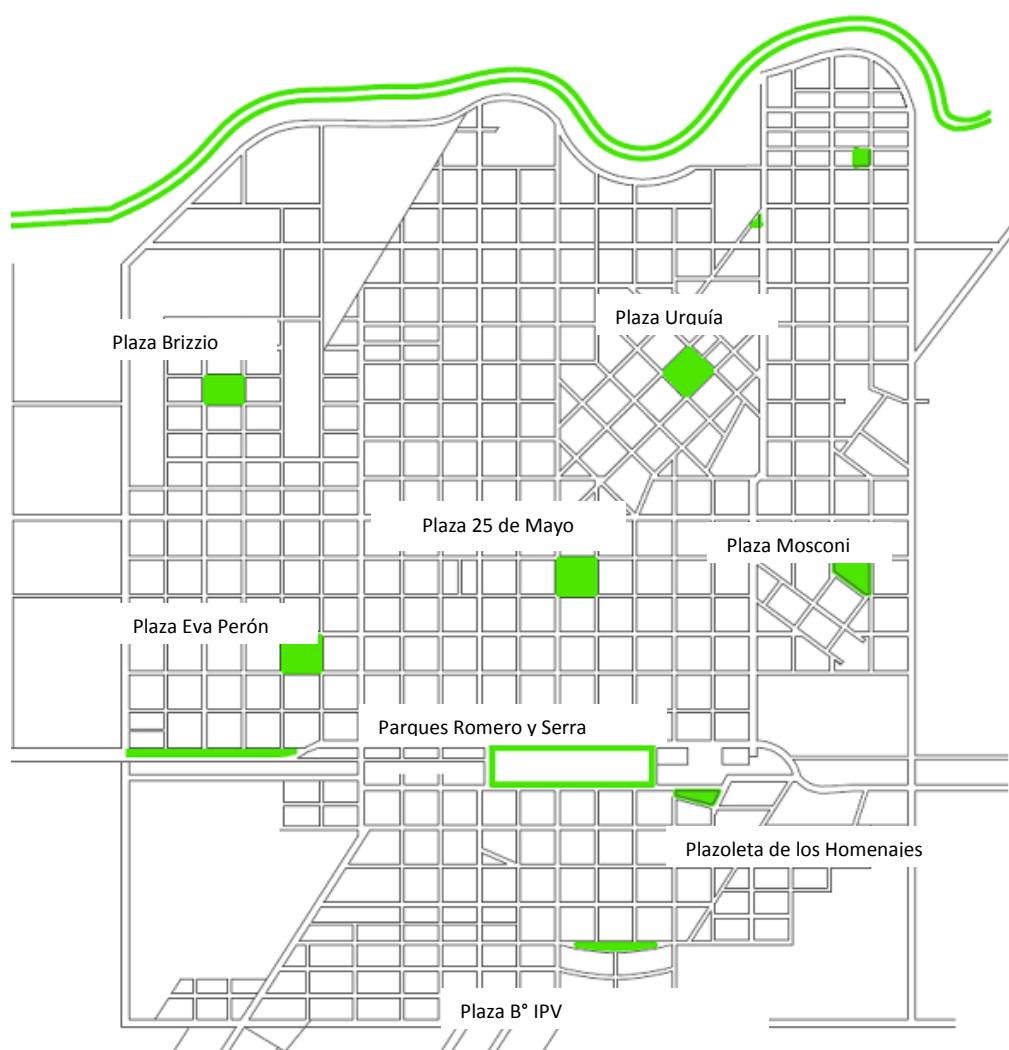 Plaza Urquía
Plaza Brizzio
Plaza 25 de Mayo
Plaza Mosconi
Plaza Eva Perón
Parques Romero y Serra
Plazoleta de los Homenajes
Plaza B° IPV